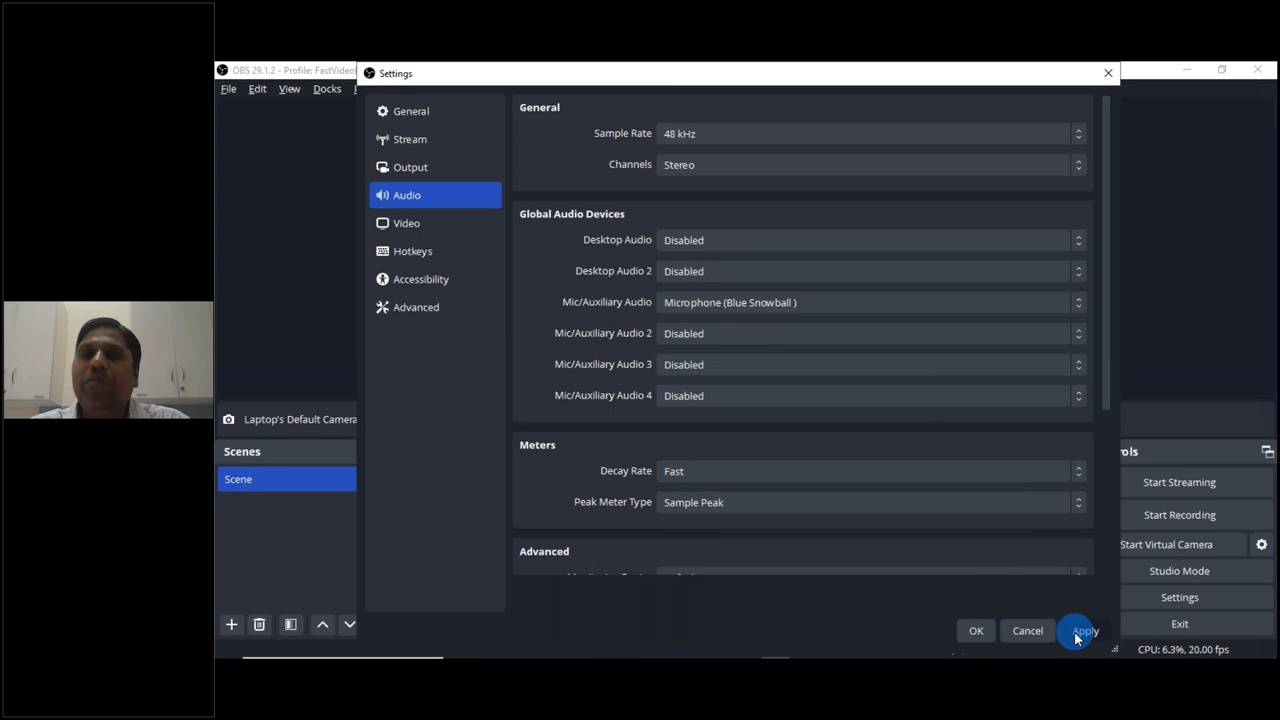 OBS 29.1.2 - Profile: FastVideo
Settings
File Edit View Docks
General
Stream
Output
Audio
Video
Hotkeys
Accessibility
Advanced
General
Sample Rate 48 kHz
Channels Stereo
Global Audio Devices
Desktop Audio Disabled
Desktop Audio 2 Disabled
Mic/Auxiliary Audio Microphone (Blue Snowball )
Mic/Auxiliary Audio 2 Disabled
Mic/Auxiliary Audio 3 Disabled
Mic/Auxiliary Audio 4 Disabled
Meters
Decay Rate Fast
Peak Meter Type Sample Peak
Advanced
OK Cancel Apply
Laptop's Default Camera
Scenes
Scene
rols
Start Streaming
Start Recording
Start Virtual Camera
Studio Mode
Settings
Exit
CPU: 6.3%, 20.00 fps